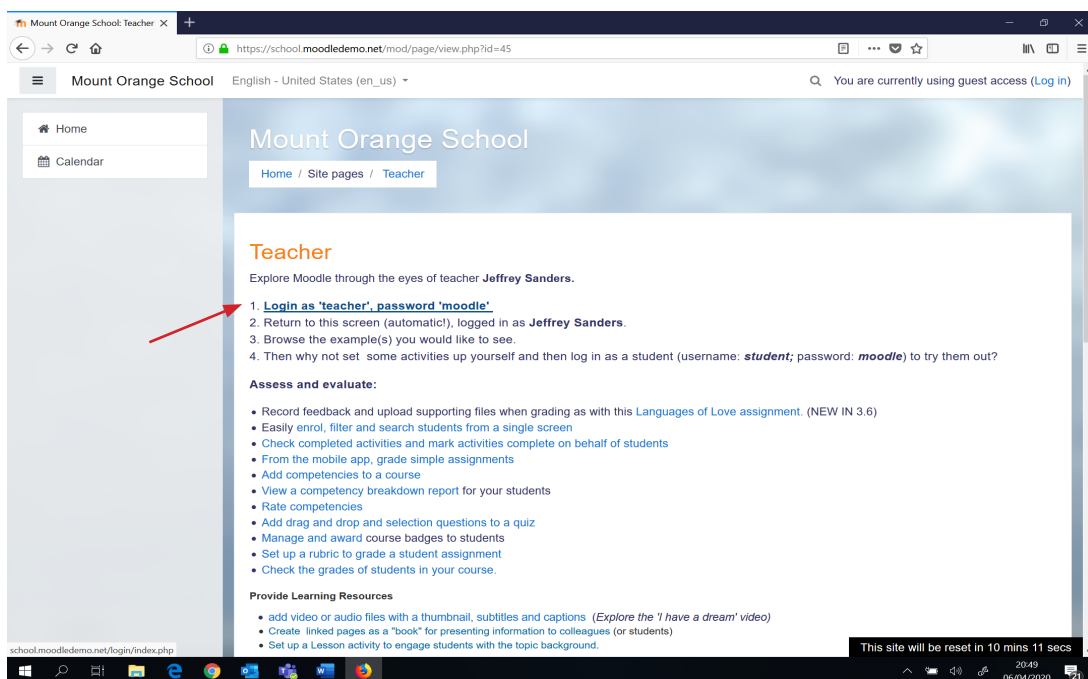 Mount Orange School: Teacher
https://school.moodledemo.net/mod/page/view.php?id=45
Mount Orange School English - United States (en_us) You are currently using guest access (Log in)
Home
Calendar
Mount Orange School
Home / Site pages / Teacher
Teacher
Explore Moodle through the eyes of teacher Jeffrey Sanders.
1. Login as 'teacher', password 'moodle'
2. Return to this screen (automatic!), logged in as Jeffrey Sanders.
3. Browse the example(s) you would like to see.
4. Then why not set some activities up yourself and then log in as a student (username: student; password: moodle) to try them out?
Assess and evaluate:
• Record feedback and upload supporting files when grading as with this Languages of Love assignment. (NEW IN 3.6)
• Easily enrol, filter and search students from a single screen
• Check completed activities and mark activities complete on behalf of students
• From the mobile app, grade simple assignments
• Add competencies to a course
• View a competency breakdown report for your students
• Rate competencies
• Add drag and drop and selection questions to a quiz
• Manage and award course badges to students
• Set up a rubric to grade a student assignment
• Check the grades of students in your course.
Provide Learning Resources
• add video or audio files with a thumbnail, subtitles and captions (Explore the 'I have a dream' video)
• Create linked pages as a "book" for presenting information to colleagues (or students)
• Set up a Lesson activity to engage students with the topic background.
school.moodledemo.net/login/index.php
This site will be reset in 10 mins 11 secs
20:49
06/04/2020
21